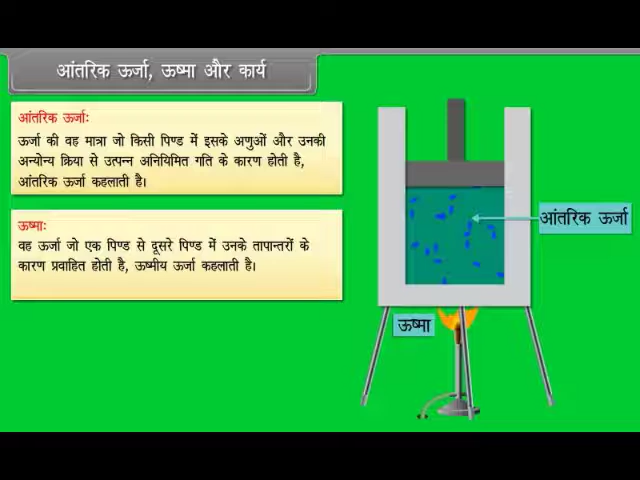 आंतरिक ऊर्जा, ऊष्मा और कार्य
आंतरिक ऊर्जाः
ऊर्जा की वह मात्रा जो किसी पिण्ड में इसके अणुओं और उनकी
अन्योन्य क्रिया से उत्पन्न अनियिमित गति के कारण होती है,
आंतरिक ऊर्जा कहलाती है।
ऊष्माः
वह ऊर्जा जो एक पिण्ड से दूसरे पिण्ड में उनके तापान्तरों के
कारण प्रवाहित होती है, ऊष्मीय ऊर्जा कहलाती है।
आंतरिक ऊर्जा
ऊष्मा